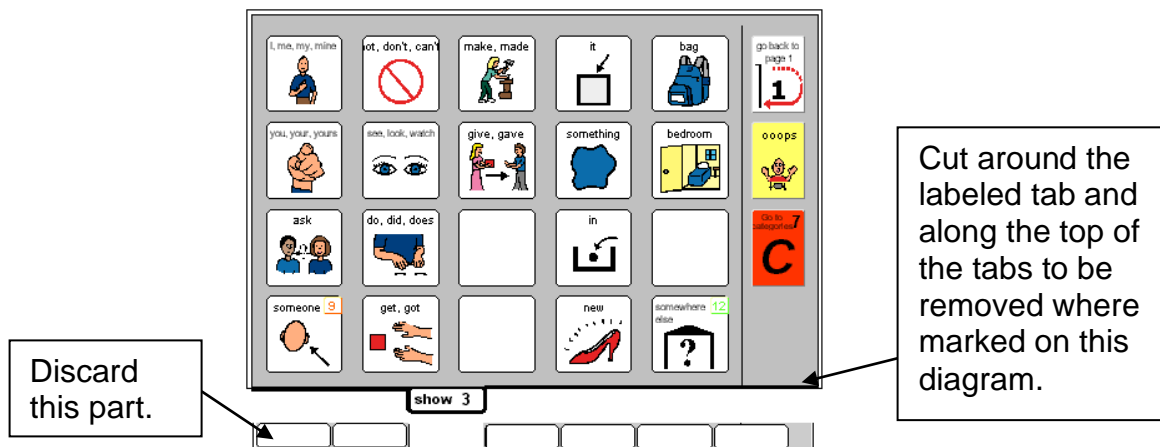 I, me, my, mine
not, don't, can't
make, made
it
bag
go back to
page 1
1
you, your, yours
see, look, watch
give, gave
something
bedroom
ooops
ask
do, did, does
in
Go to
categories 7
C
someone 9
get, got
new
somewhere 12
else
?
show 3
Discard
this part.
Cut around the
labeled tab and
along the top of
the tabs to be
removed where
marked on this
diagram.